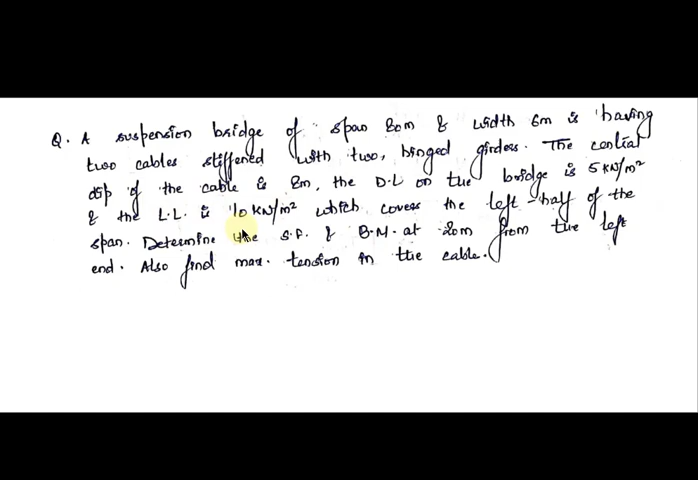 Q. A suspension bridge of span 80m & width 6m is having
two cables stiffened with two, hinged girders. The central
dip of the cable is 8m, the D.L on the bridge is 5 KN/m²
& the L.L. is 10 KN/m² which covers the left-half of the
span. Determine the S.F. & B.M. at 20m from the left
end. Also find max. tension in the cable.